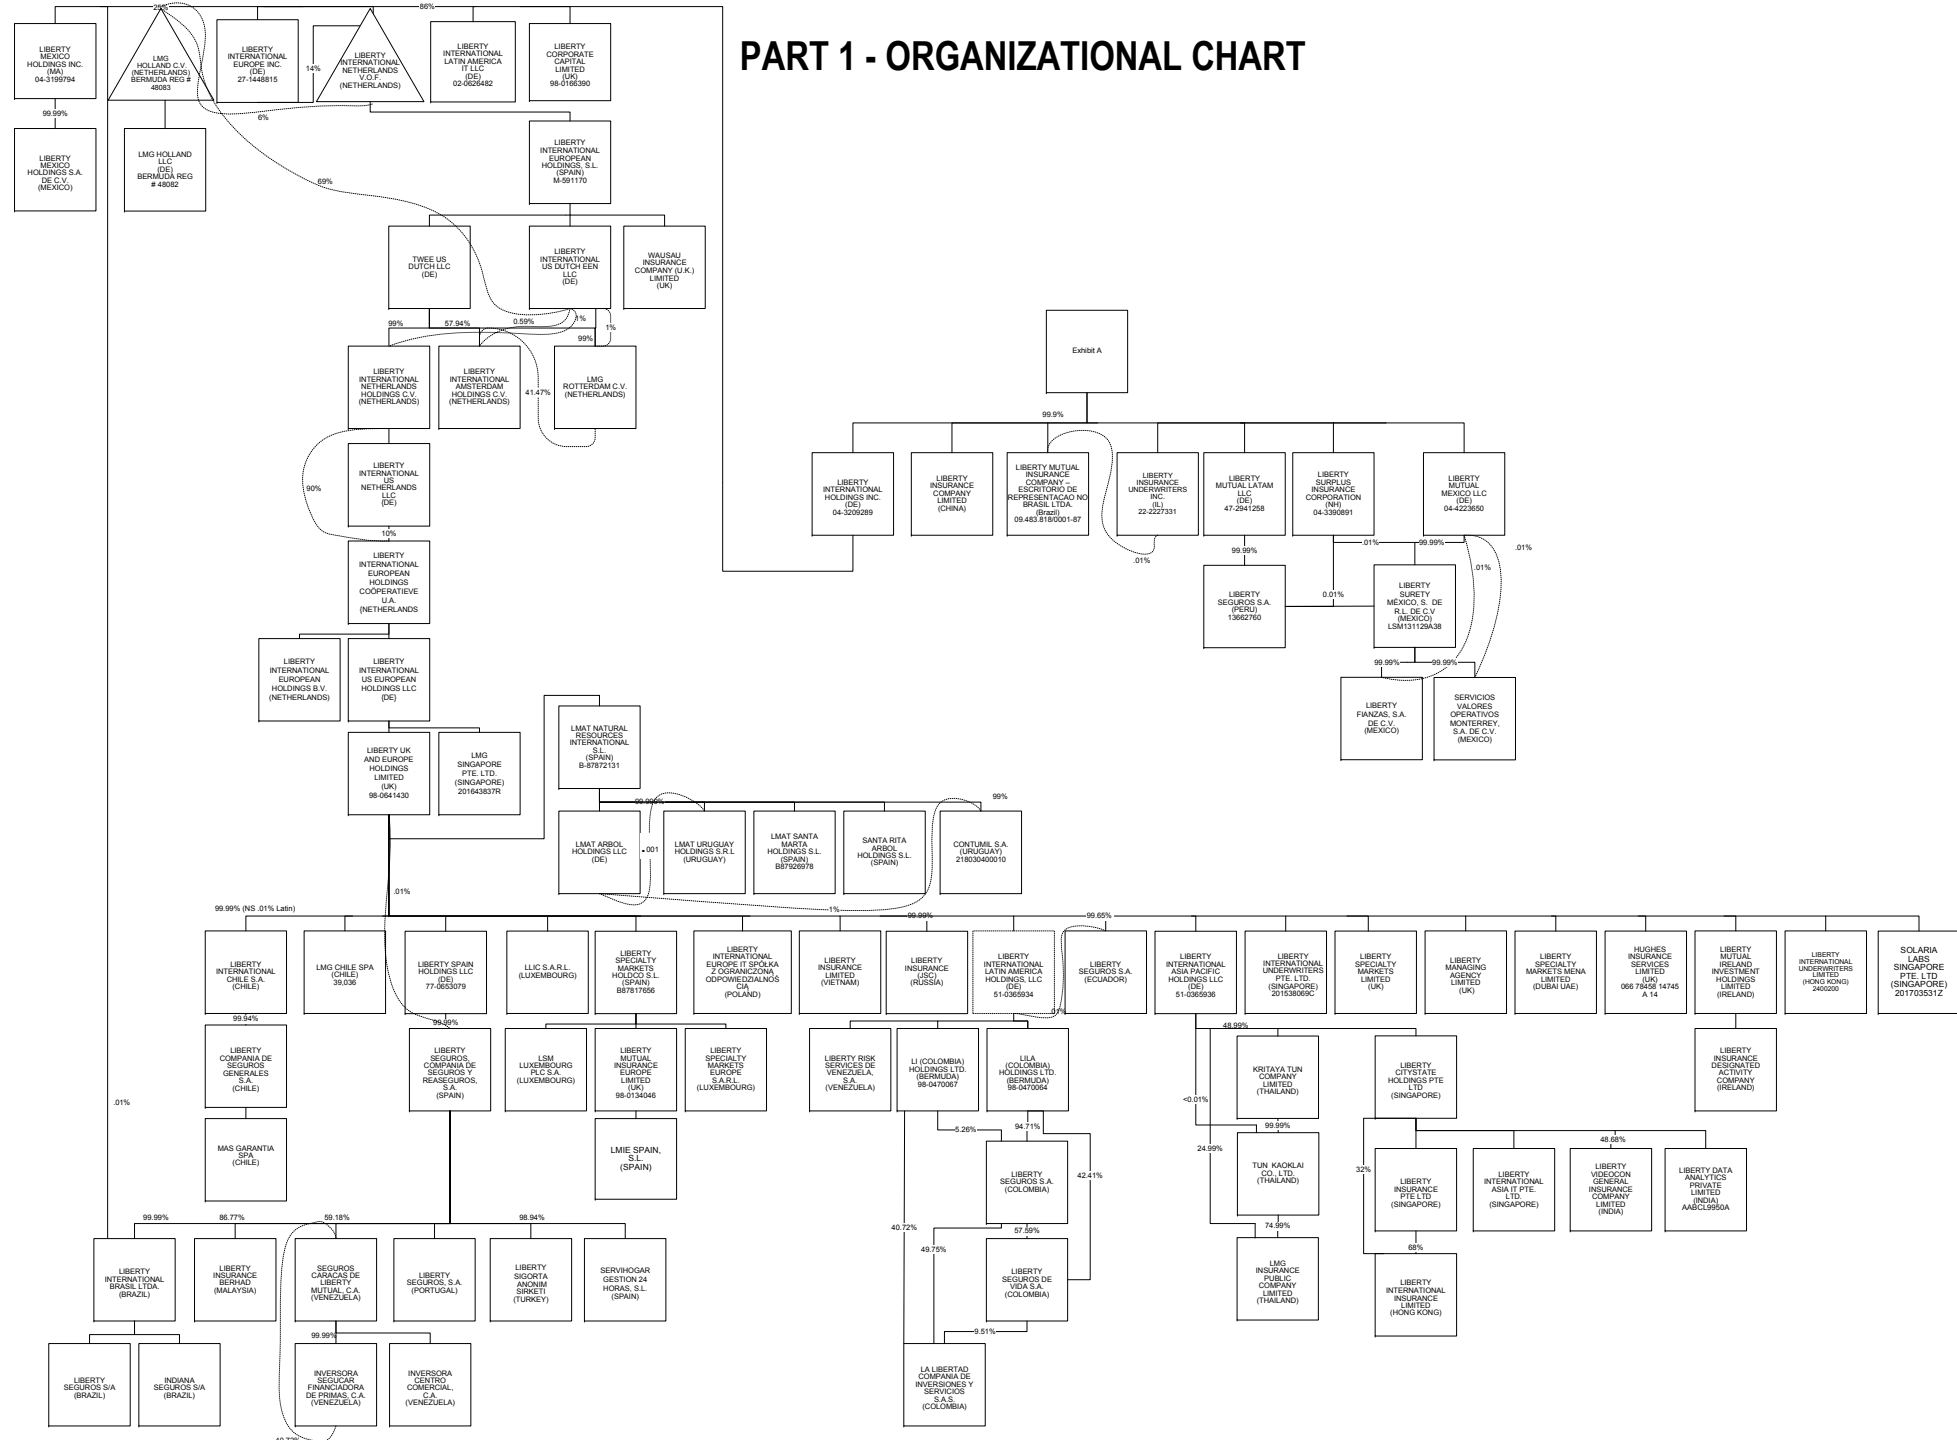 PART 1 - ORGANIZATIONAL CHART
25%
86%
LIBERTY
MEXICO
HOLDINGS INC.
(MA)
04-3199794
LMG
HOLLAND C.V.
(NETHERLANDS)
BERMUDA REG #
48083
LIBERTY
INTERNATIONAL
EUROPE INC.
(DE)
27-1448815
14%
LIBERTY
INTERNATIONAL
NETHERLANDS
V.O.F.
(NETHERLANDS)
LIBERTY
INTERNATIONAL
LATIN AMERICA
IT LLC
(DE)
02-0626482
LIBERTY
CORPORATE
CAPITAL
LIMITED
(UK)
98-0166390
99.99%
6%
LIBERTY
MEXICO
HOLDINGS S.A.
DE C.V.
(MEXICO)
LMG HOLLAND
LLC
(DE)
BERMUDA REG
# 48082
LIBERTY
INTERNATIONAL
EUROPEAN
HOLDINGS, S.L.
(SPAIN)
M-591170
69%
TWEE US
DUTCH LLC
(DE)
LIBERTY
INTERNATIONAL
US DUTCH EEN
LLC
(DE)
WAUSAU
INSURANCE
COMPANY (U.K.)
LIMITED
(UK)
99%
57.94%
0.59%
1%
1%
99%
LIBERTY
INTERNATIONAL
NETHERLANDS
HOLDINGS C.V.
(NETHERLANDS)
LIBERTY
INTERNATIONAL
AMSTERDAM
HOLDINGS C.V.
(NETHERLANDS)
41.47%
LMG
ROTTERDAM C.V.
(NETHERLANDS)
90%
LIBERTY
INTERNATIONAL
US
NETHERLANDS
LLC
(DE)
10%
LIBERTY
INTERNATIONAL
EUROPEAN
HOLDINGS
COÖPERATIEVE
U.A.
(NETHERLANDS
LIBERTY
INTERNATIONAL
EUROPEAN
HOLDINGS B.V.
(NETHERLANDS)
LIBERTY
INTERNATIONAL
US EUROPEAN
HOLDINGS LLC
(DE)
LIBERTY UK
AND EUROPE
HOLDINGS
LIMITED
(UK)
98-0641430
LMG
SINGAPORE
PTE. LTD.
(SINGAPORE)
201643837R
LMAT NATURAL
RESOURCES
INTERNATIONAL
S.L.
(SPAIN)
B-87872131
99.999%
99%
LMAT ARBOL
HOLDINGS LLC
(DE)
.001
LMAT URUGUAY
HOLDINGS S.R.L
(URUGUAY)
LMAT SANTA
MARTA
HOLDINGS S.L.
(SPAIN)
B87926978
SANTA RITA
ARBOL
HOLDINGS S.L.
(SPAIN)
CONTUMIL S.A.
(URUGUAY)
218030400010
1%
Exhibit A
99.9%
LIBERTY
INTERNATIONAL
HOLDINGS INC.
(DE)
04-3209289
LIBERTY
INSURANCE
COMPANY
LIMITED
(CHINA)
LIBERTY MUTUAL
INSURANCE
COMPANY –
ESCRITORIO DE
REPRESENTACAO NO
BRASIL LTDA.
(Brazil)
09.483.818/0001-87
LIBERTY
INSURANCE
UNDERWRITERS
INC.
(IL)
22-2227331
LIBERTY
MUTUAL LATAM
LLC
(DE)
47-2941258
LIBERTY
SURPLUS
INSURANCE
CORPORATION
(NH)
04-3390891
LIBERTY
MUTUAL
MEXICO LLC
(DE)
04-4223650
.01%
99.99%
.01%
99.99%
.01%
.01%
0.01%
LIBERTY
SEGUROS S.A.
(PERU)
13662760
LIBERTY
SURETY
MÉXICO, S. DE
R.L. DE C.V
(MEXICO)
LSM131129A38
99.99%
99.99%
LIBERTY
FIANZAS, S.A.
DE C.V.
(MEXICO)
SERVICIOS
VALORES
OPERATIVOS
MONTERREY,
S.A. DE C.V.
(MEXICO)
.01%
99.99% (NS .01% Latin)
99.99%
99.65%
LIBERTY
INTERNATIONAL
CHILE S.A.
(CHILE)
LMG CHILE SPA
(CHILE)
39,036
LIBERTY SPAIN
HOLDINGS LLC
(DE)
77-0653079
LLIC S.A.R.L.
(LUXEMBOURG)
LIBERTY
SPECIALTY
MARKETS
HOLDCO S.L.
(SPAIN)
B87817656
LIBERTY
INTERNATIONAL
EUROPE IT SPÓŁKA
Z OGRANICZONĄ
ODPOWIEDZIALNOŚ
CIĄ
(POLAND)
LIBERTY
INSURANCE
LIMITED
(VIETNAM)
LIBERTY
INSURANCE
(JSC)
(RUSSIA)
LIBERTY
INTERNATIONAL
LATIN AMERICA
HOLDINGS, LLC
(DE)
51-0365934
LIBERTY
SEGUROS S.A.
(ECUADOR)
LIBERTY
INTERNATIONAL
ASIA PACIFIC
HOLDINGS LLC
(DE)
51-0365936
LIBERTY
INTERNATIONAL
UNDERWRITERS
PTE. LTD.
(SINGAPORE)
201538069C
LIBERTY
SPECIALTY
MARKETS
LIMITED
(UK)
LIBERTY
MANAGING
AGENCY
LIMITED
(UK)
LIBERTY
SPECIALTY
MARKETS MENA
LIMITED
(DUBAI UAE)
HUGHES
INSURANCE
SERVICES
LIMITED
(UK)
066 78458 14745
A 14
LIBERTY
MUTUAL
IRELAND
INVESTMENT
HOLDINGS
LIMITED
(IRELAND)
LIBERTY
INTERNATIONAL
UNDERWRITERS
LIMITED
(HONG KONG)
2400200
SOLARIA
LABS
SINGAPORE
PTE. LTD
(SINGAPORE)
201703531Z
99.94%
99.99%
.01%
48.99%
LIBERTY
COMPANIA DE
SEGUROS
GENERALES
S.A.
(CHILE)
LIBERTY
SEGUROS,
COMPANIA DE
SEGUROS Y
REASEGUROS,
S.A.
(SPAIN)
LSM
LUXEMBOURG
PLC S.A.
(LUXEMBOURG)
LIBERTY
MUTUAL
INSURANCE
EUROPE
LIMITED
(UK)
98-0134046
LIBERTY
SPECIALTY
MARKETS
EUROPE
S.A.R.L.
(LUXEMBOURG)
LIBERTY RISK
SERVICES DE
VENEZUELA,
S.A.
(VENEZUELA)
LI (COLOMBIA)
HOLDINGS LTD.
(BERMUDA)
98-0470067
LILA
(COLOMBIA)
HOLDINGS LTD.
(BERMUDA)
98-0470064
KRITAYA TUN
COMPANY
LIMITED
(THAILAND)
LIBERTY
CITYSTATE
HOLDINGS PTE
LTD
(SINGAPORE)
LIBERTY
INSURANCE
DESIGNATED
ACTIVITY
COMPANY
(IRELAND)
.01%
<0.01%
5.26%
94.71%
99.99%
MAS GARANTIA
SPA
(CHILE)
LMIE SPAIN,
S.L.
(SPAIN)
24.99%
48.68%
LIBERTY
SEGUROS S.A.
(COLOMBIA)
42.41%
TUN KAOKLAI
CO., LTD.
(THAILAND)
32%
LIBERTY
INSURANCE
PTE LTD
(SINGAPORE)
LIBERTY
INTERNATIONAL
ASIA IT PTE.
LTD.
(SINGAPORE)
LIBERTY
VIDEOCON
GENERAL
INSURANCE
COMPANY
LIMITED
(INDIA)
LIBERTY DATA
ANALYTICS
PRIVATE
LIMITED
(INDIA)
AABCL9950A
99.99%
86.77%
59.18%
98.94%
40.72%
49.75%
57.59%
74.99%
68%
LIBERTY
INTERNATIONAL
BRASIL LTDA.
(BRAZIL)
LIBERTY
INSURANCE
BERHAD
(MALAYSIA)
SEGUROS
CARACAS DE
LIBERTY
MUTUAL, C.A.
(VENEZUELA)
LIBERTY
SEGUROS, S.A.
(PORTUGAL)
LIBERTY
SIGORTA
ANONIM
SIRKETI
(TURKEY)
SERVIHOGAR
GESTION 24
HORAS, S.L.
(SPAIN)
LIBERTY
SEGUROS DE
VIDA S.A.
(COLOMBIA)
LMG
INSURANCE
PUBLIC
COMPANY
LIMITED
(THAILAND)
LIBERTY
INTERNATIONAL
INSURANCE
LIMITED
(HONG KONG)
99.99%
9.51%
LIBERTY
SEGUROS S/A
(BRAZIL)
INDIANA
SEGUROS S/A
(BRAZIL)
INVERSORA
SEGUCAR
FINANCIADORA
DE PRIMAS, C.A.
(VENEZUELA)
INVERSORA
CENTRO
COMERCIAL,
C.A.
(VENEZUELA)
LA LIBERTAD
COMPANIA DE
INVERSIONES Y
SERVICIOS
S.A.S.
(COLOMBIA)